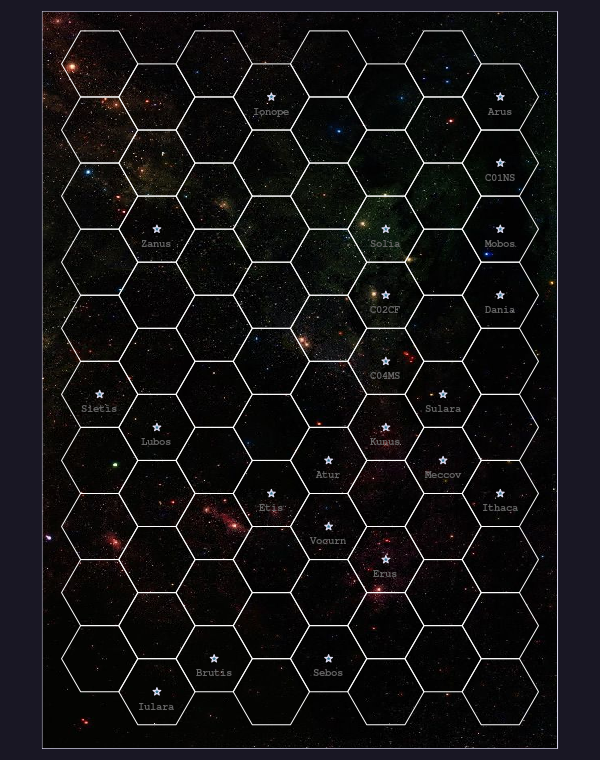 Ionope
Arus
C01NS
Zanus
Solia
Mobos
C02CF
Dania
C04MS
Sietis
Sulara
Lubos
Kunus
Atur
Meccov
Etis
Ithaca
Vogurn
Erus
Brutis
Sebos
Iulara